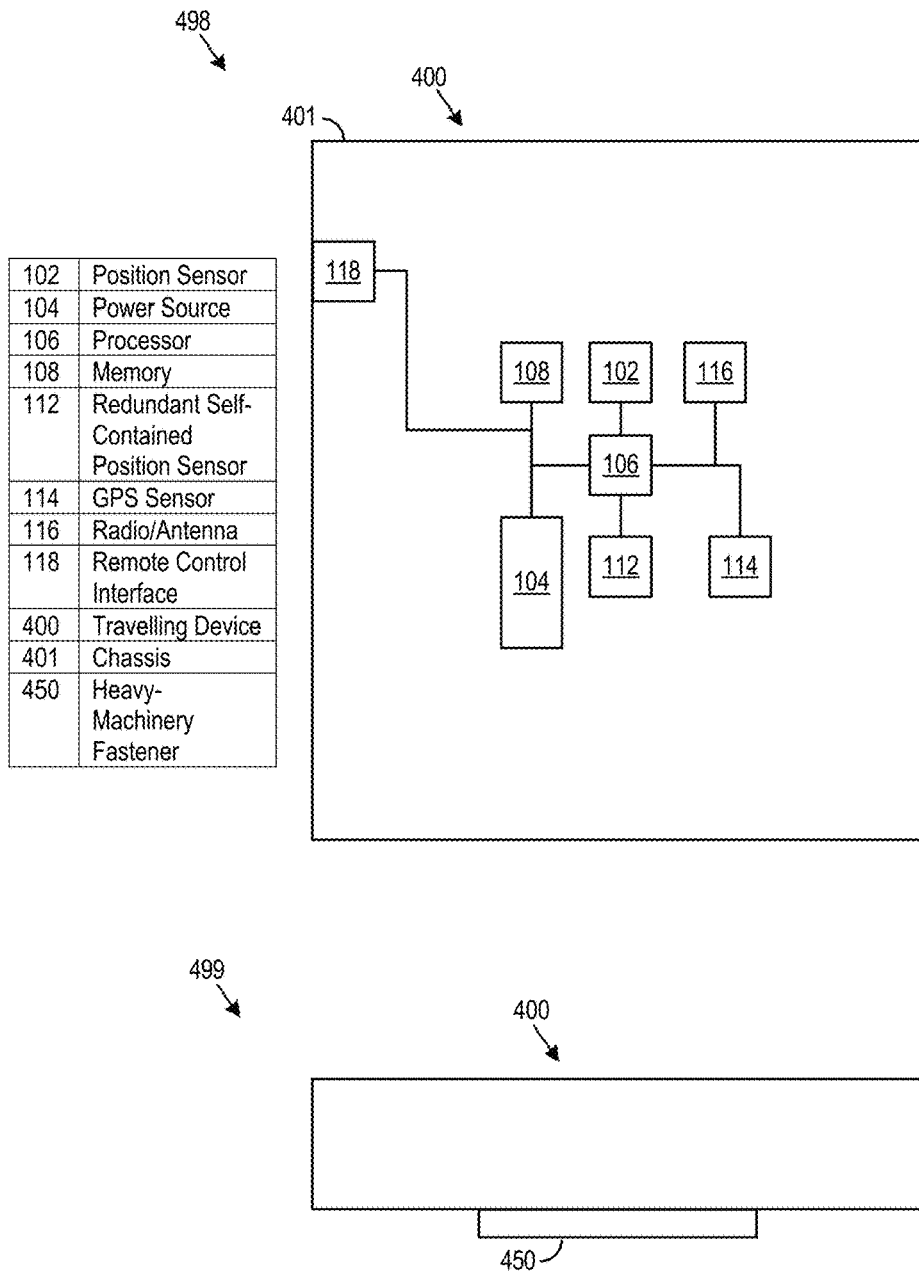 498
400
401
102 Position Sensor
104 Power Source
106 Processor
108 Memory
112 Redundant Self-
Contained
Position Sensor
114 GPS Sensor
116 Radio/Antenna
118 Remote Control
Interface
400 Travelling Device
401 Chassis
450 Heavy-
Machinery
Fastener
118
108 102 116
106
104 112 114
499
400
450